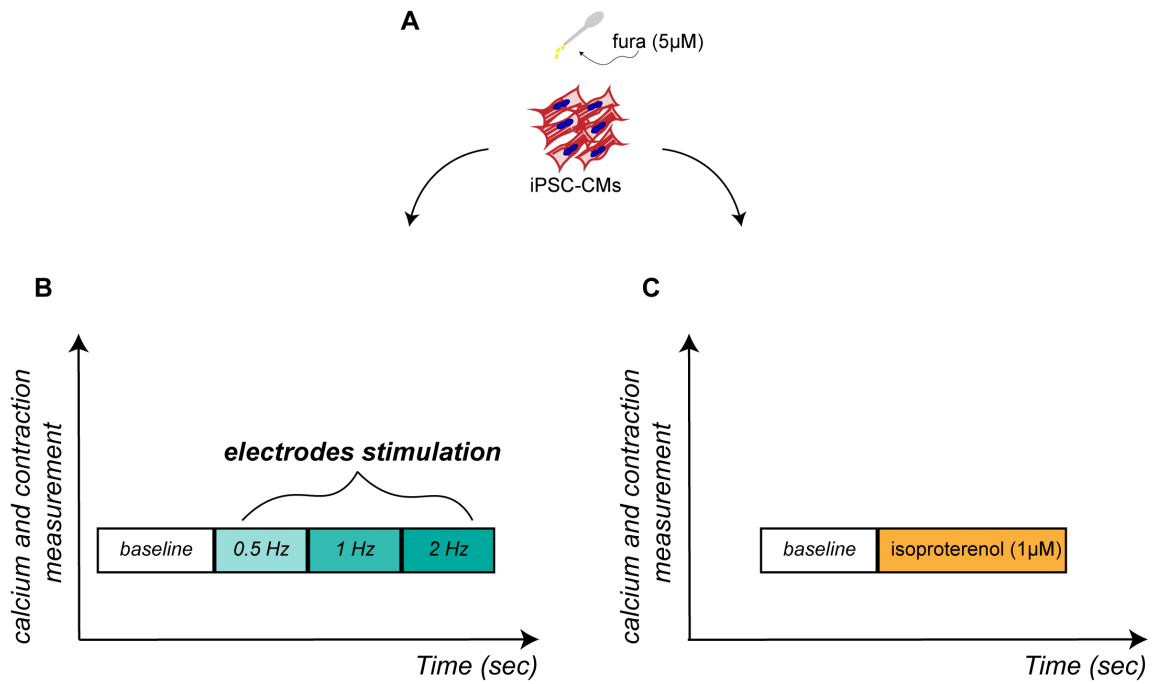 A
fura (5µM)
iPSC-CMs
B
calcium and contraction
measurement
electrodes stimulation
baseline
0.5 Hz
1 Hz
2 Hz
Time (sec)
C
calcium and contraction
measurement
baseline
isoproterenol (1µM)
Time (sec)